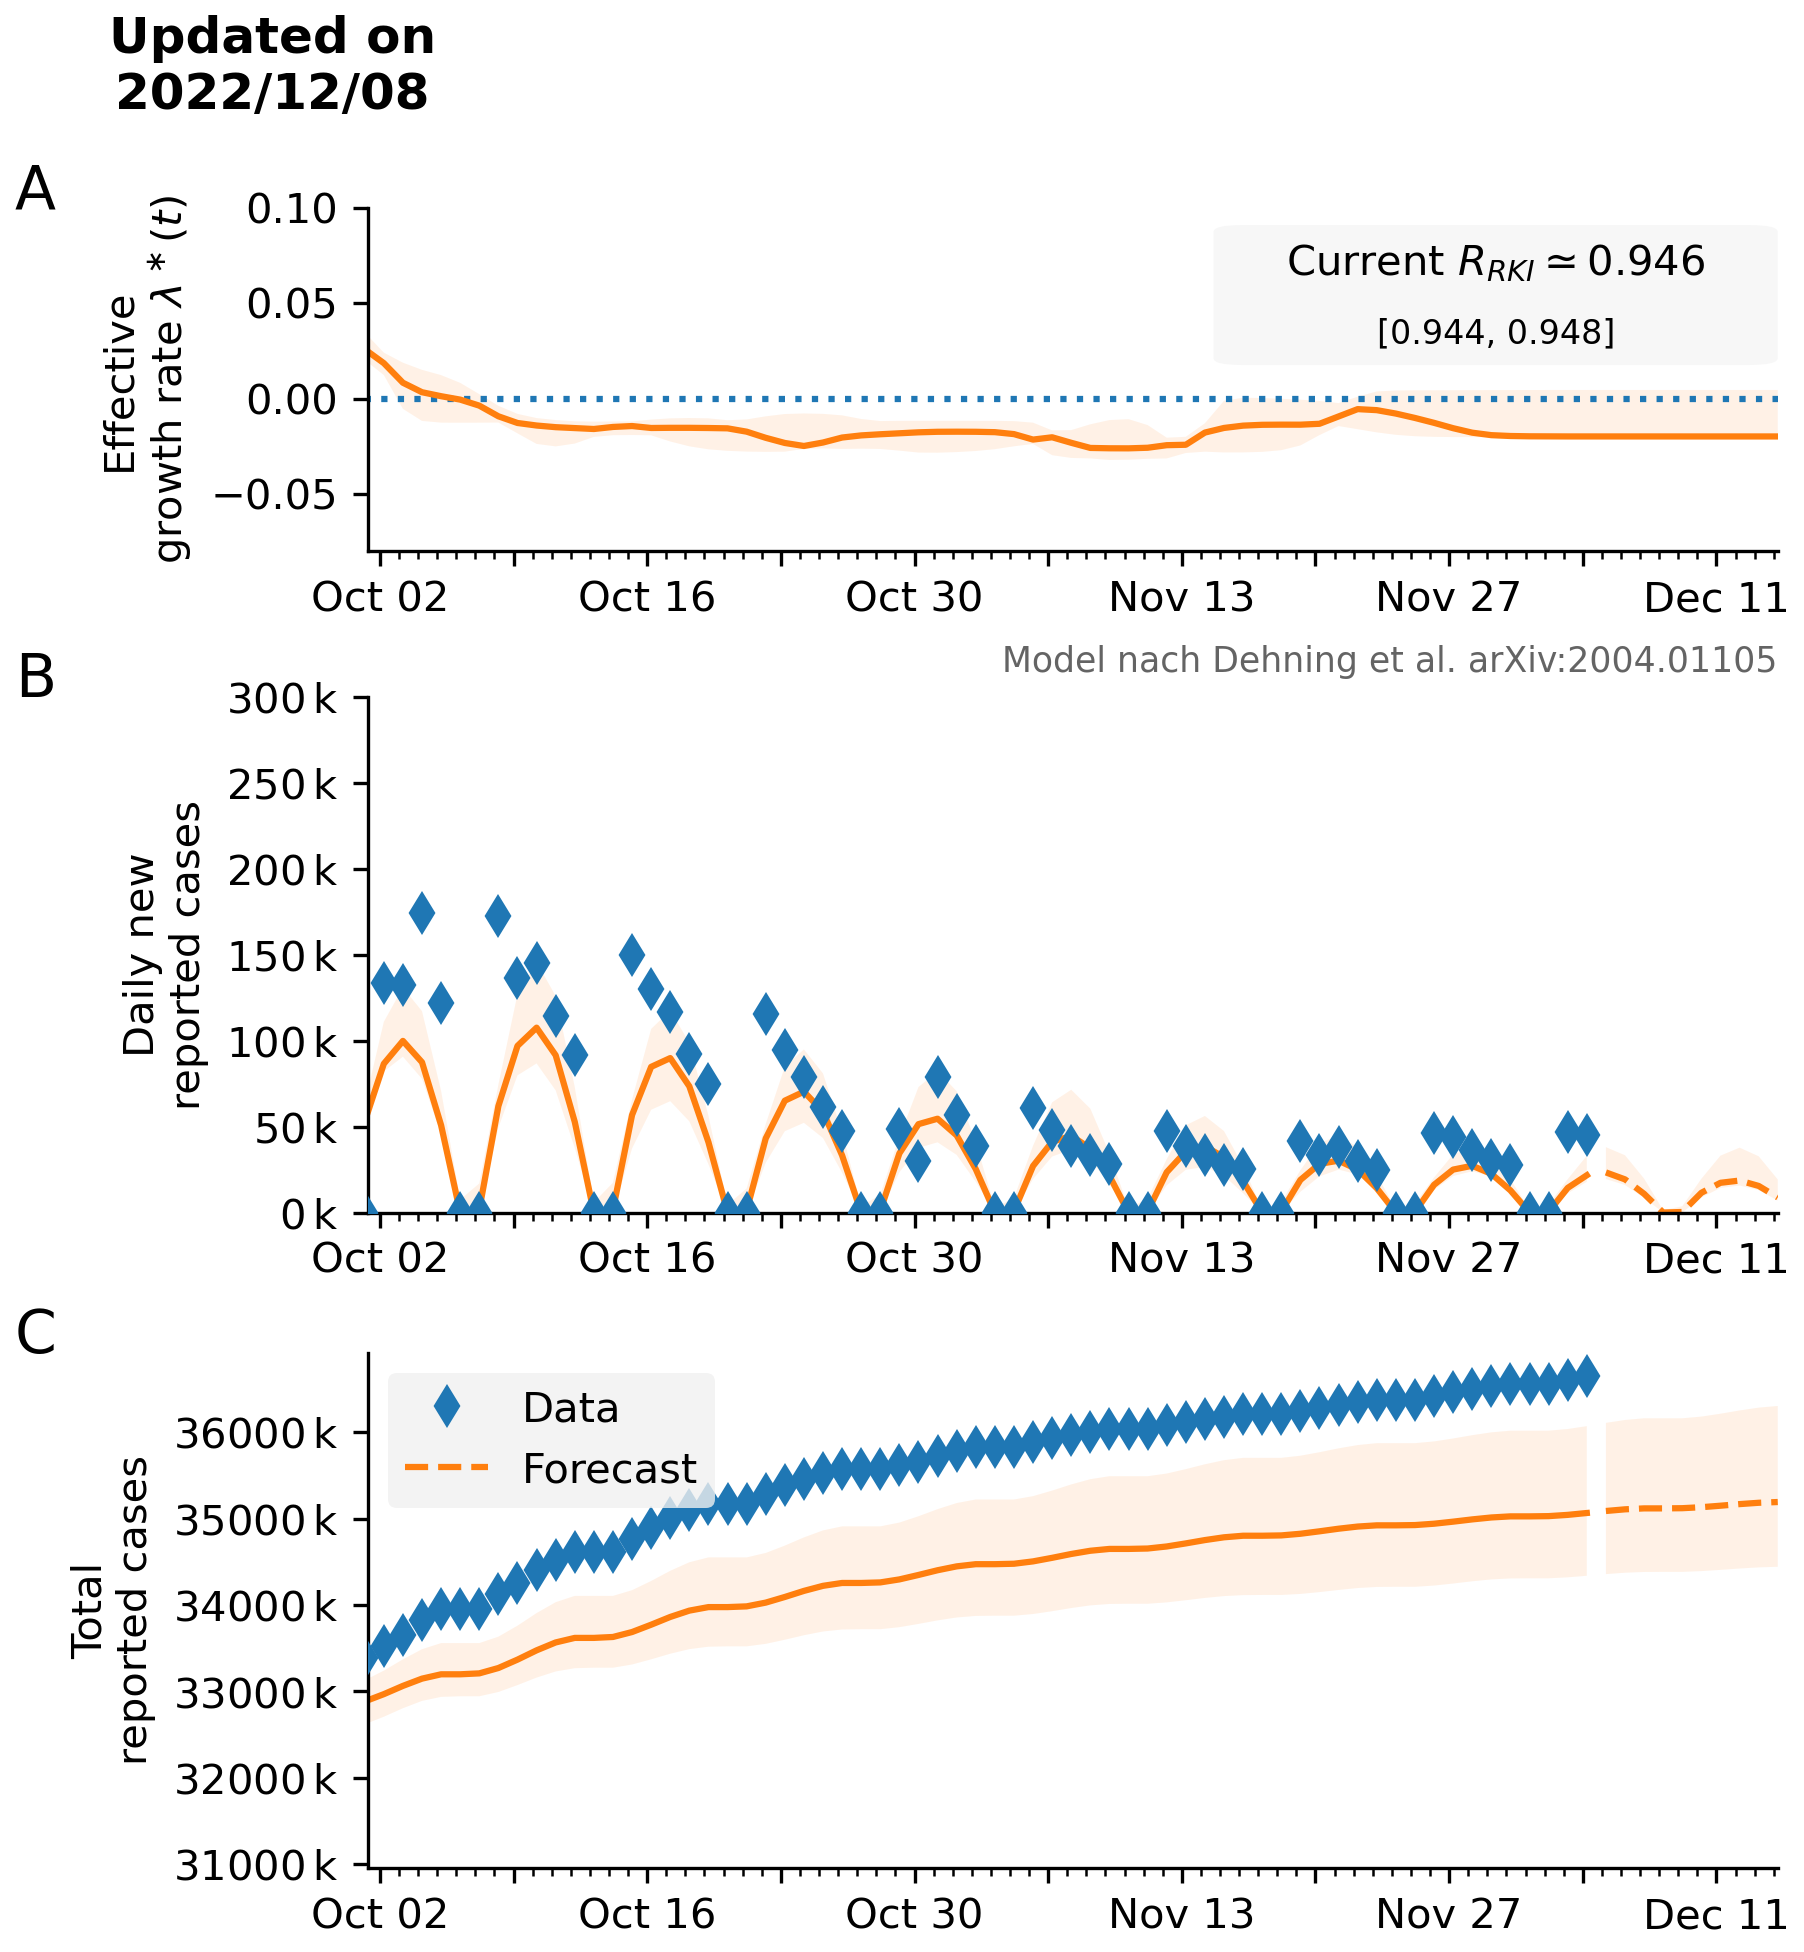 Updated on
2022/12/08
A
Effective
growth rate λ * (t)
0.10
0.05
0.00
−0.05
Current R_RKI ≃ 0.946
[0.944, 0.948]
Oct 02 Oct 16 Oct 30 Nov 13 Nov 27 Dec 11
Model nach Dehning et al. arXiv:2004.01105
B
Daily new
reported cases
300 k
250 k
200 k
150 k
100 k
50 k
0 k
Oct 02 Oct 16 Oct 30 Nov 13 Nov 27 Dec 11
C
Total
reported cases
36000 k
35000 k
34000 k
33000 k
32000 k
31000 k
Data
Forecast
Oct 02 Oct 16 Oct 30 Nov 13 Nov 27 Dec 11